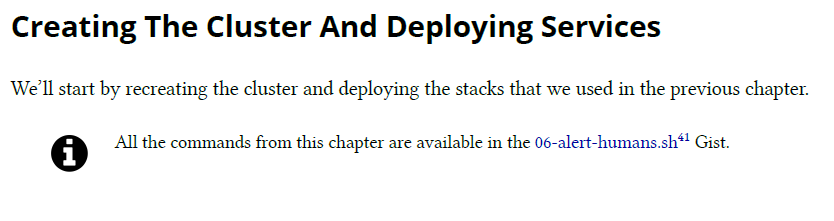 Creating The Cluster And Deploying Services
We’ll start by recreating the cluster and deploying the stacks that we used in the previous chapter.
All the commands from this chapter are available in the 06-alert-humans.sh⁴¹ Gist.